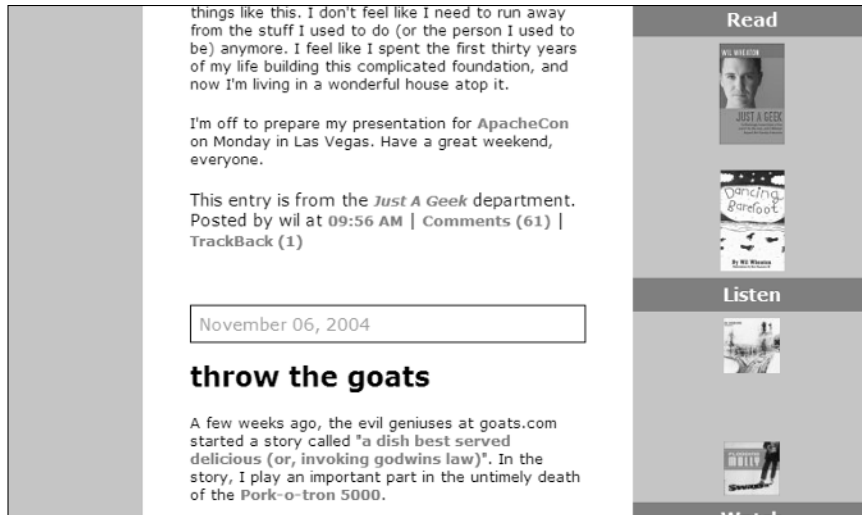 things like this. I don't feel like I need to run away
from the stuff I used to do (or the person I used to
be) anymore. I feel like I spent the first thirty years
of my life building this complicated foundation, and
now I'm living in a wonderful house atop it.
I'm off to prepare my presentation for ApacheCon
on Monday in Las Vegas. Have a great weekend,
everyone.
This entry is from the Just A Geek department.
Posted by wil at 09:56 AM | Comments (61) |
TrackBack (1)
November 06, 2004
throw the goats
A few weeks ago, the evil geniuses at goats.com
started a story called "a dish best served
delicious (or, invoking godwins law)". In the
story, I play an important part in the untimely death
of the Pork-o-tron 5000.
Read
WIL WHEATON
JUST A GEEK
Dancing
Barefoot
By Wil Wheaton
Listen
MOLLY